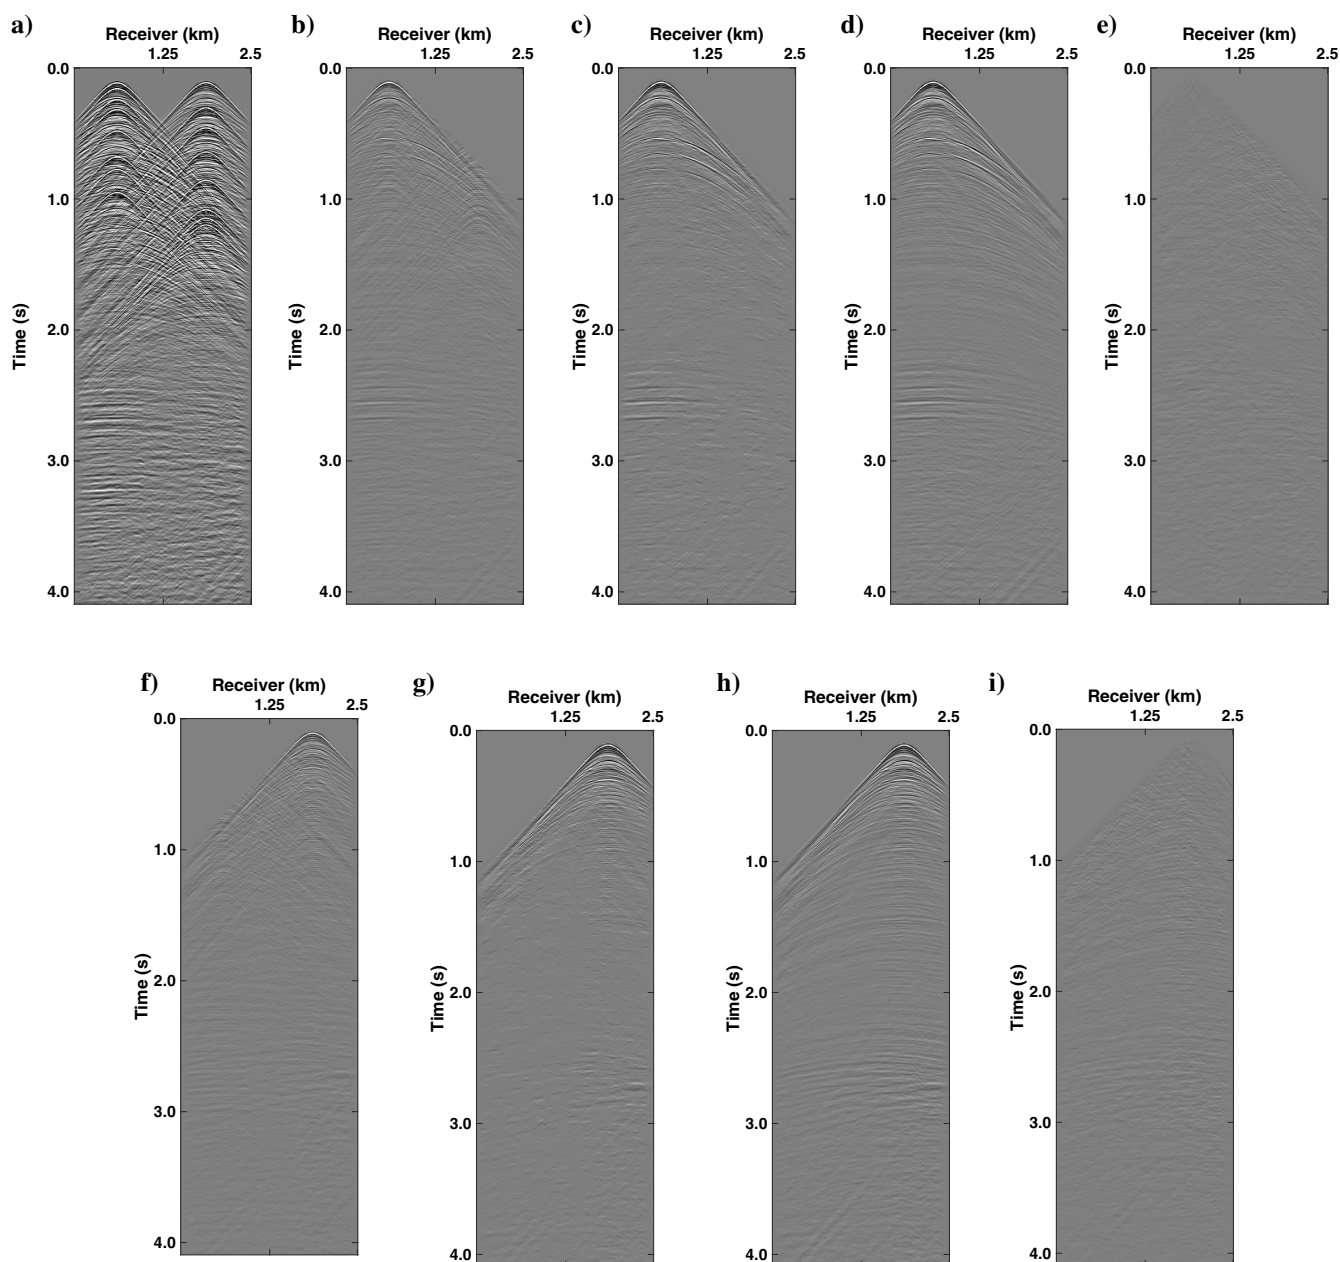 a) b) c) d) e)
Receiver (km) Receiver (km) Receiver (km) Receiver (km) Receiver (km)
1.25 2.5 1.25 2.5 1.25 2.5 1.25 2.5 1.25 2.5
0.0 0.0 0.0 0.0 0.0
1.0 1.0 1.0 1.0 1.0
Time (s) Time (s) Time (s) Time (s) Time (s)
2.0 2.0 2.0 2.0 2.0
3.0 3.0 3.0 3.0 3.0
4.0 4.0 4.0 4.0 4.0
f) g) h) i)
Receiver (km) Receiver (km) Receiver (km) Receiver (km)
1.25 2.5 1.25 2.5 1.25 2.5 1.25 2.5
0.0 0.0 0.0 0.0
1.0 1.0 1.0 1.0
Time (s) Time (s) Time (s) Time (s)
2.0 2.0 2.0 2.0
3.0 3.0 3.0 3.0
4.0 4.0 4.0 4.0